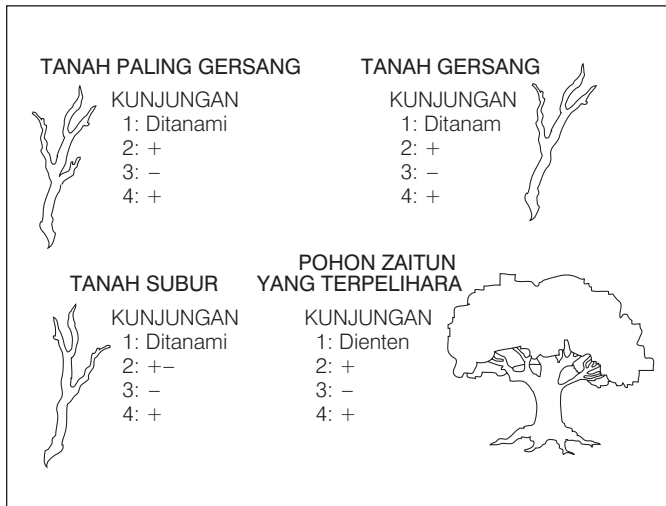 TANAH PALING GERSANG
KUNJUNGAN
1: Ditanami
2: +
3: –
4: +
TANAH GERSANG
KUNJUNGAN
1: Ditanam
2: +
3: –
4: +
TANAH SUBUR
KUNJUNGAN
1: Ditanami
2: +–
3: –
4: +
POHON ZAITUN
YANG TERPELIHARA
KUNJUNGAN
1: Dienten
2: +
3: –
4: +